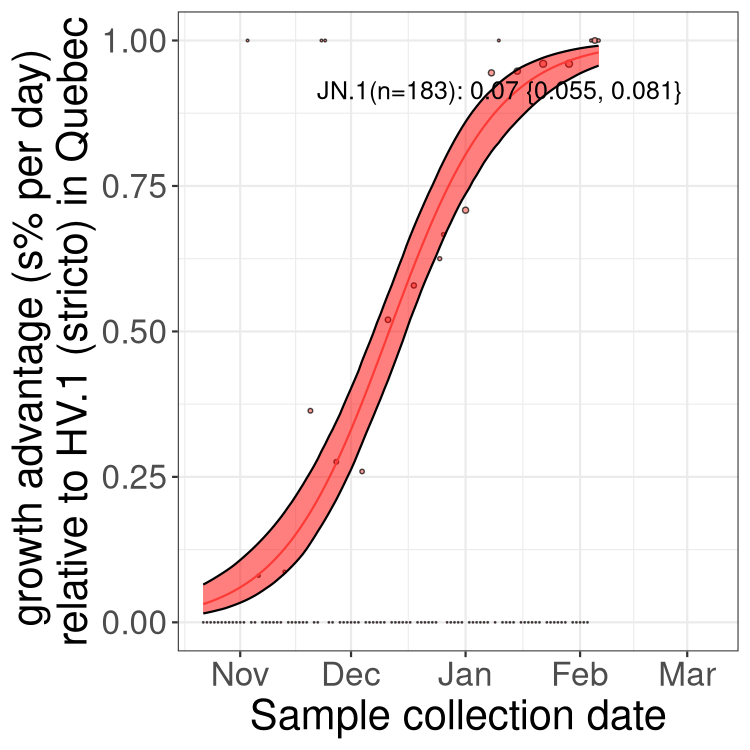 growth advantage (s% per day)
relative to HV.1 (stricto) in Quebec
1.00
0.75
0.50
0.25
0.00
JN.1(n=183): 0.07 {0.055, 0.081}
Nov Dec Jan Feb Mar
Sample collection date